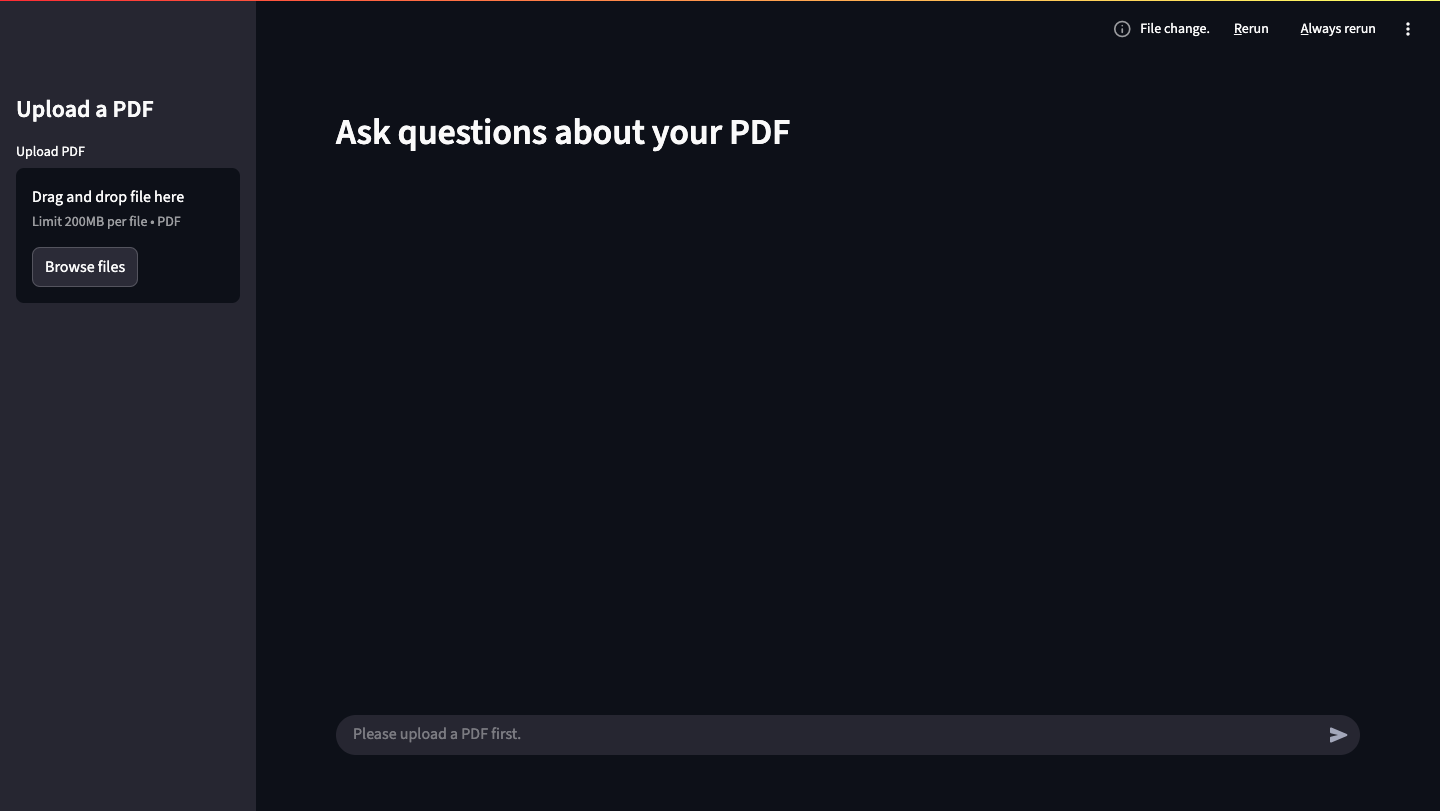 File change. Rerun Always rerun
Upload a PDF
Upload PDF
Drag and drop file here
Limit 200MB per file • PDF
Browse files
Ask questions about your PDF
Please upload a PDF first.